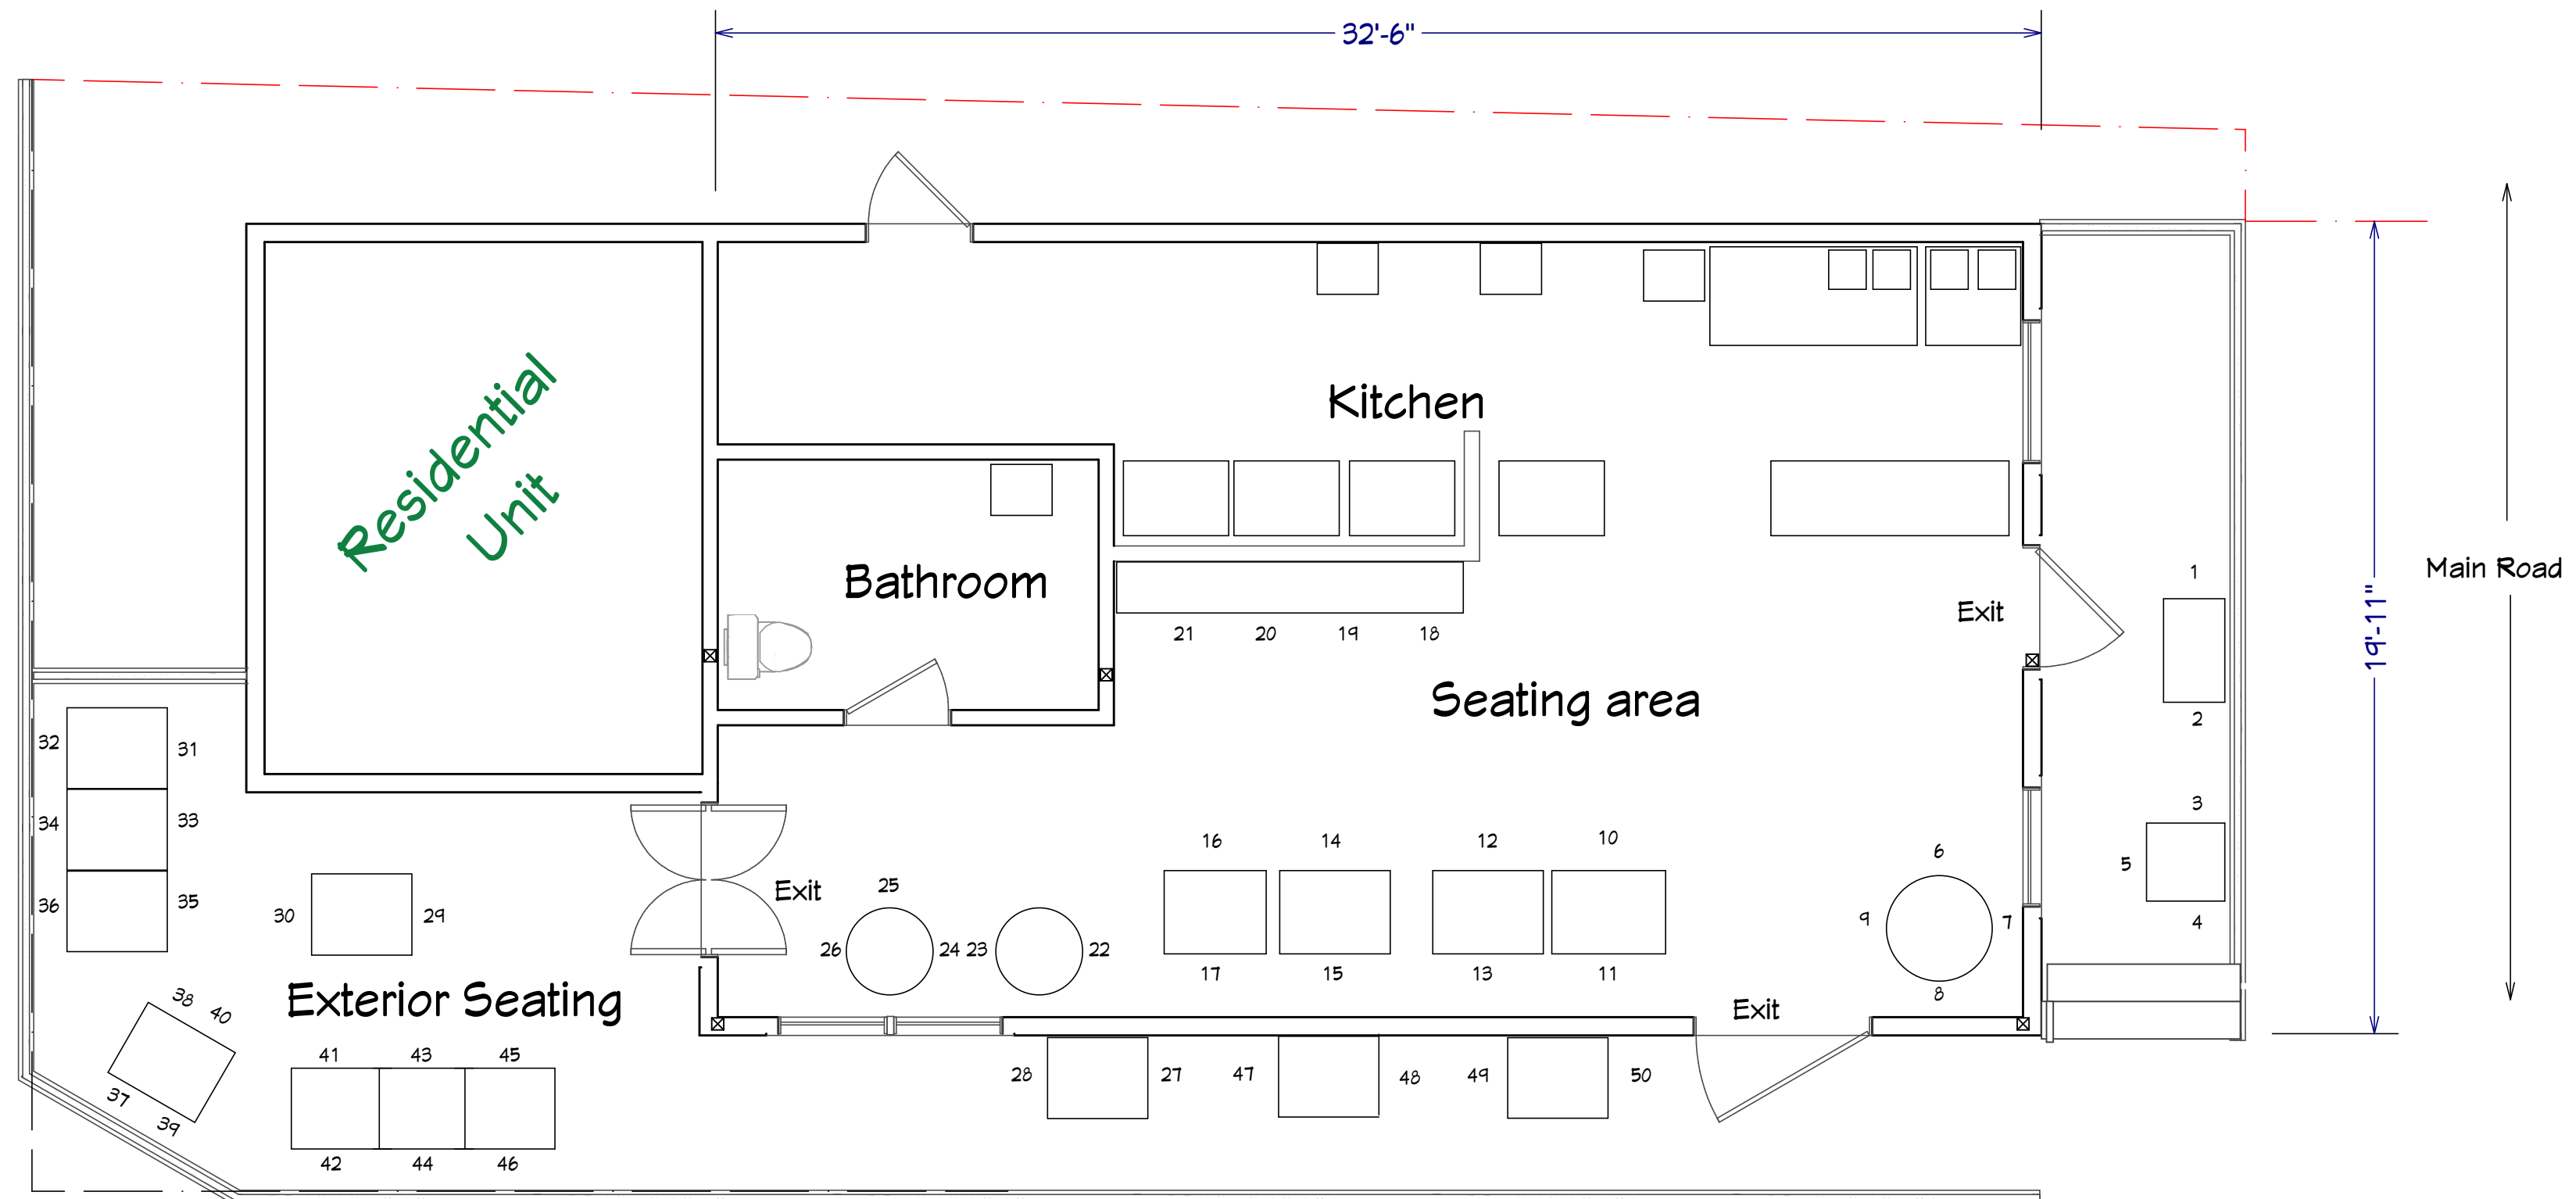 32'-6"
Residential
Unit
Kitchen
Bathroom
Exit
1
Main Road
19'-11"
21 20 19 18
Seating area
2
32 31
34 33
36 35
3
5
4
30 29
Exit
25
26 24 23 22
16 14 12 10
17 15 13 11
6
9 7
8
Exterior Seating
Exit
38 40
37 39
41 43 45
42 44 46
28 27 47 48 49 50